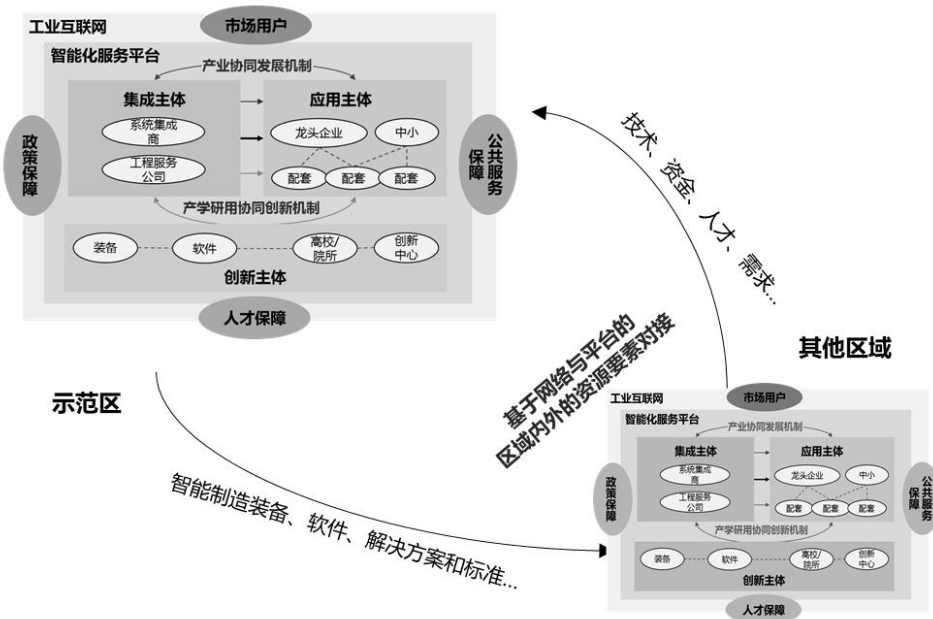 工业互联网
市场用户
智能化服务平台
产业协同发展机制
集成主体
应用主体
系统集成
商
龙头企业
中小
工程服务
公司
配套
配套
配套
政策保障
公共服务
保障
产学研用协同创新机制
装备
软件
高校/
院所
创新
中心
创新主体
人才保障
示范区
技术、资金、人才、需求...
基于网络与平台的
区域内外的资源要素对接
其他区域
智能制造装备、软件、解决方案和标准...
工业互联网
市场用户
智能化服务平台
产业协同发展机制
集成主体
应用主体
系统集成
商
龙头企业
中小
工程服务
公司
配套
配套
配套
政策保障
公共服务
保障
产学研用协同创新机制
装备
软件
高校/
院所
创新
中心
创新主体
人才保障